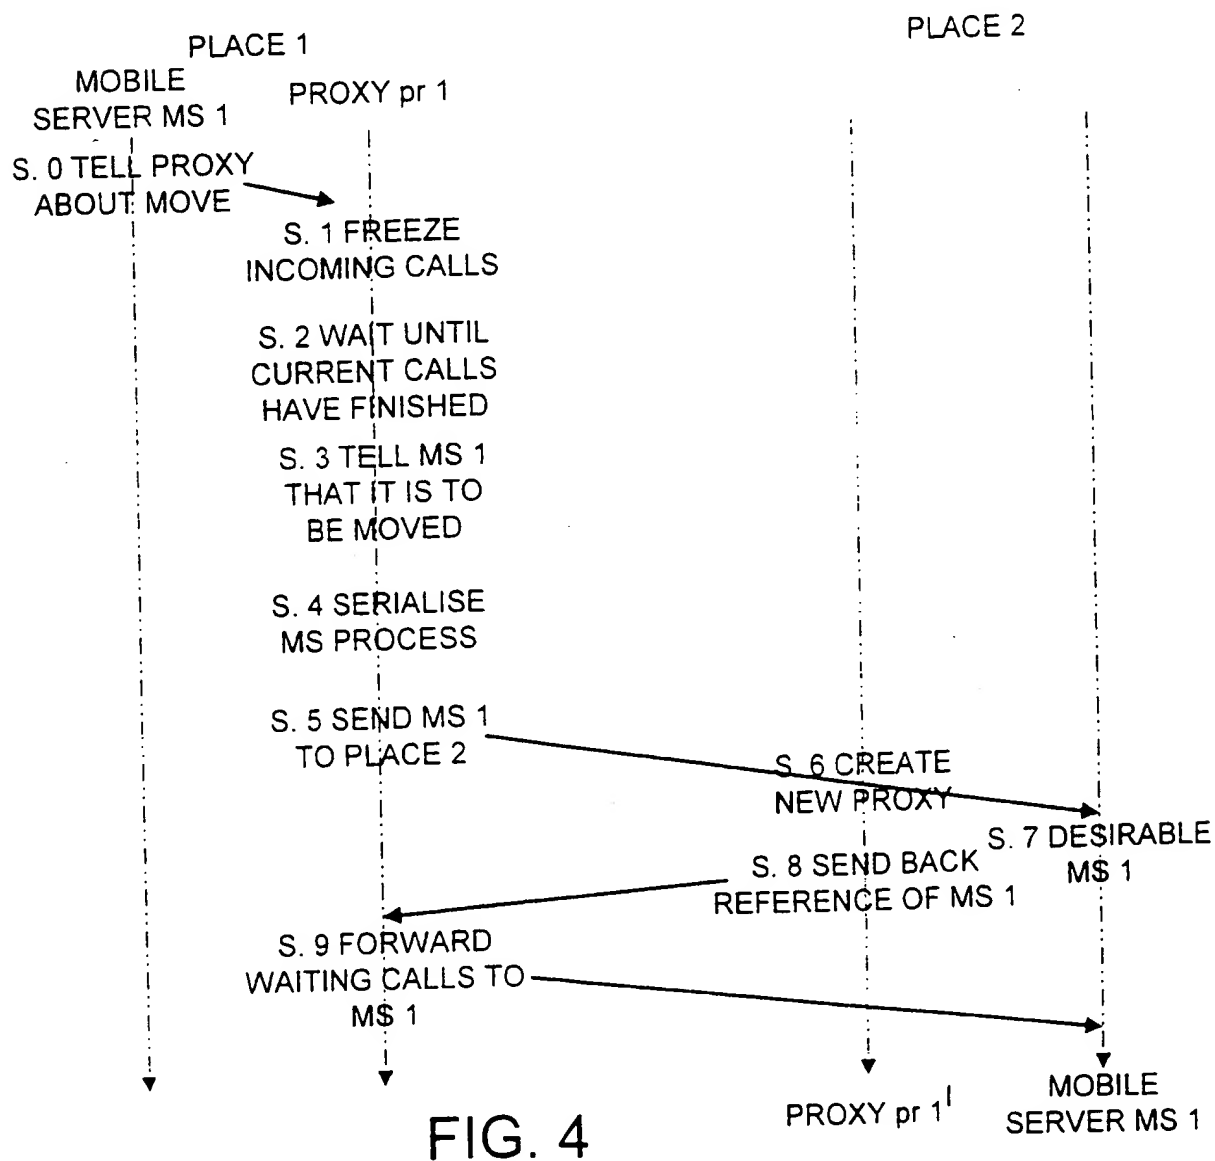 PLACE 1
PLACE 2
MOBILE
SERVER MS 1
PROXY pr 1
S. 0 TELL PROXY
ABOUT MOVE
S. 1 FREEZE
INCOMING CALLS
S. 2 WAIT UNTIL
CURRENT CALLS
HAVE FINISHED
S. 3 TELL MS 1
THAT IT IS TO
BE MOVED
S. 4 SERIALISE
MS PROCESS
S. 5 SEND MS 1
TO PLACE 2
S. 6 CREATE
NEW PROXY
S. 7 DESIRABLE
MS 1
S. 8 SEND BACK
REFERENCE OF MS 1
S. 9 FORWARD
WAITING CALLS TO
MS 1
PROXY pr 1'
MOBILE
SERVER MS 1
FIG. 4